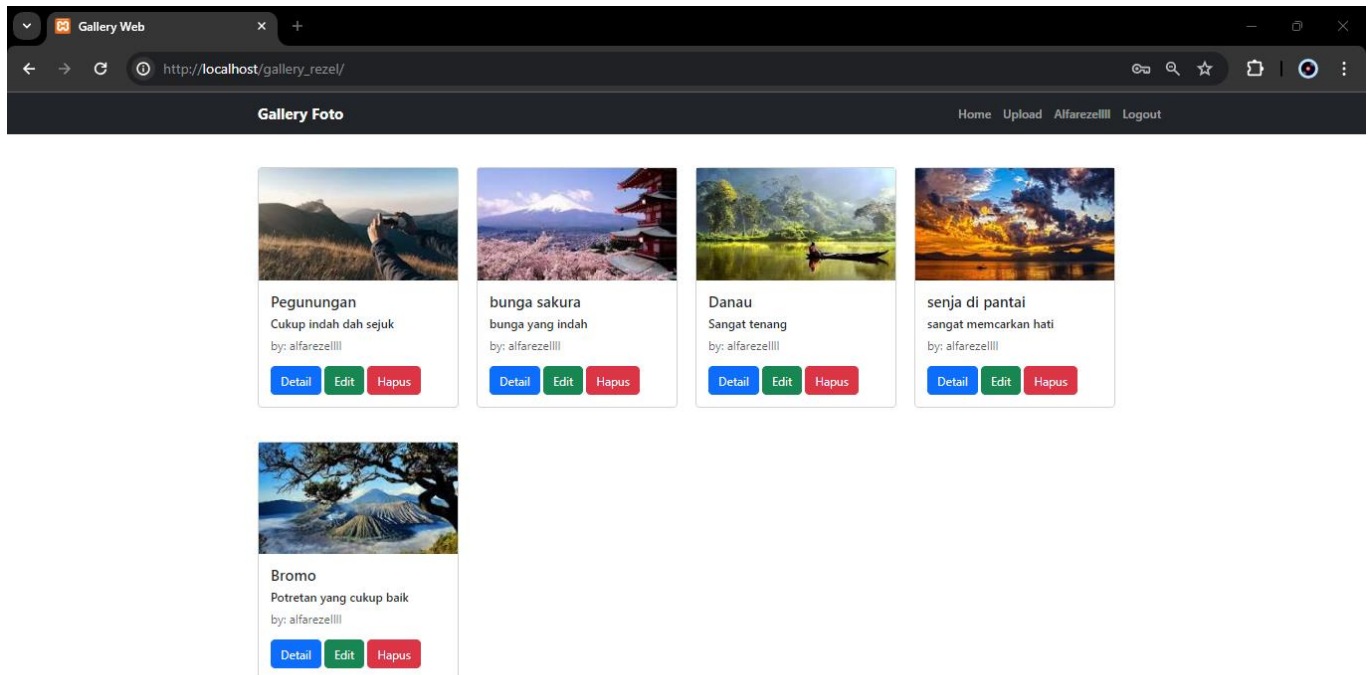 Gallery Web
http://localhost/gallery_rezel/
Gallery Foto
Home Upload Alfarezellll Logout
Pegunungan
Cukup indah dah sejuk
by: alfarezellll
Detail Edit Hapus
bunga sakura
bunga yang indah
by: alfarezellll
Detail Edit Hapus
Danau
Sangat tenang
by: alfarezellll
Detail Edit Hapus
senja di pantai
sangat memcarkan hati
by: alfarezellll
Detail Edit Hapus
Bromo
Potretan yang cukup baik
by: alfarezellll
Detail Edit Hapus